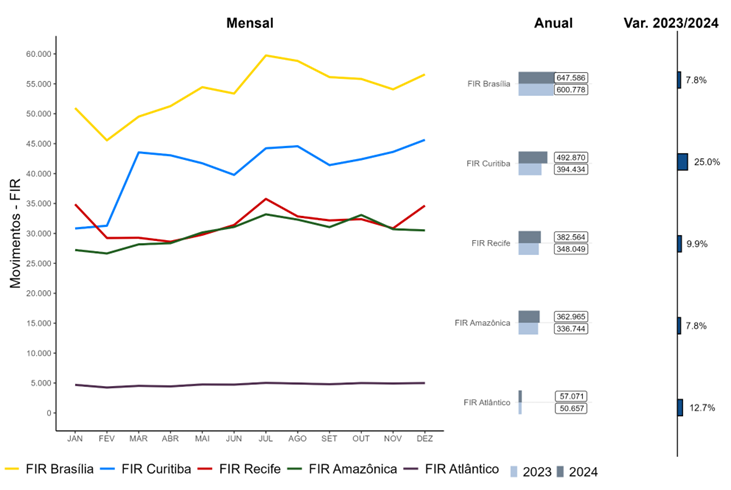 Mensal
Anual
Var. 2023/2024
Movimentos - FIR
60.000
55.000
50.000
45.000
40.000
35.000
30.000
25.000
20.000
15.000
10.000
5.000
0
JAN FEV MAR ABR MAI JUN JUL AGO SET OUT NOV DEZ
FIR Brasília
647.586
600.778
7.8%
FIR Curitiba
492.870
394.434
25.0%
FIR Recife
382.564
348.049
9.9%
FIR Amazônica
362.965
336.744
7.8%
FIR Atlântico
57.071
50.657
12.7%
FIR Brasília FIR Curitiba FIR Recife FIR Amazônica FIR Atlântico 2023 2024